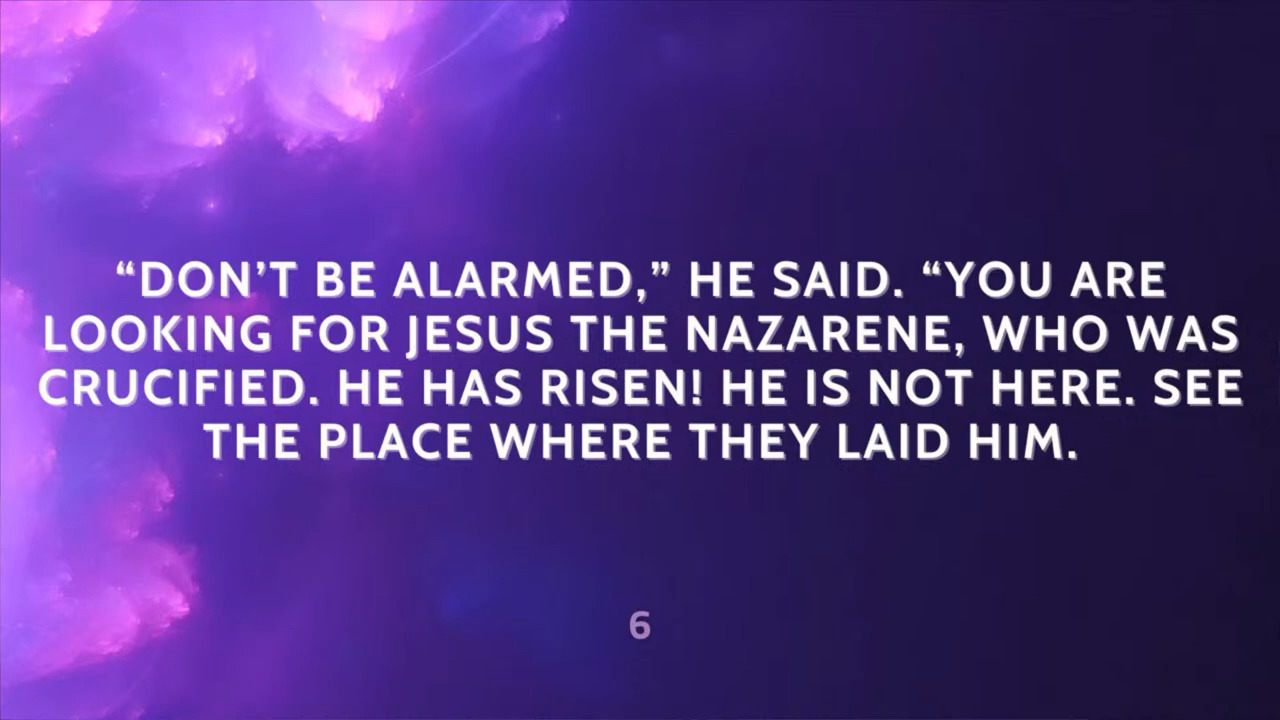 “DON’T BE ALARMED,” HE SAID. “YOU ARE
LOOKING FOR JESUS THE NAZARENE, WHO WAS
CRUCIFIED. HE HAS RISEN! HE IS NOT HERE. SEE
THE PLACE WHERE THEY LAID HIM.
6